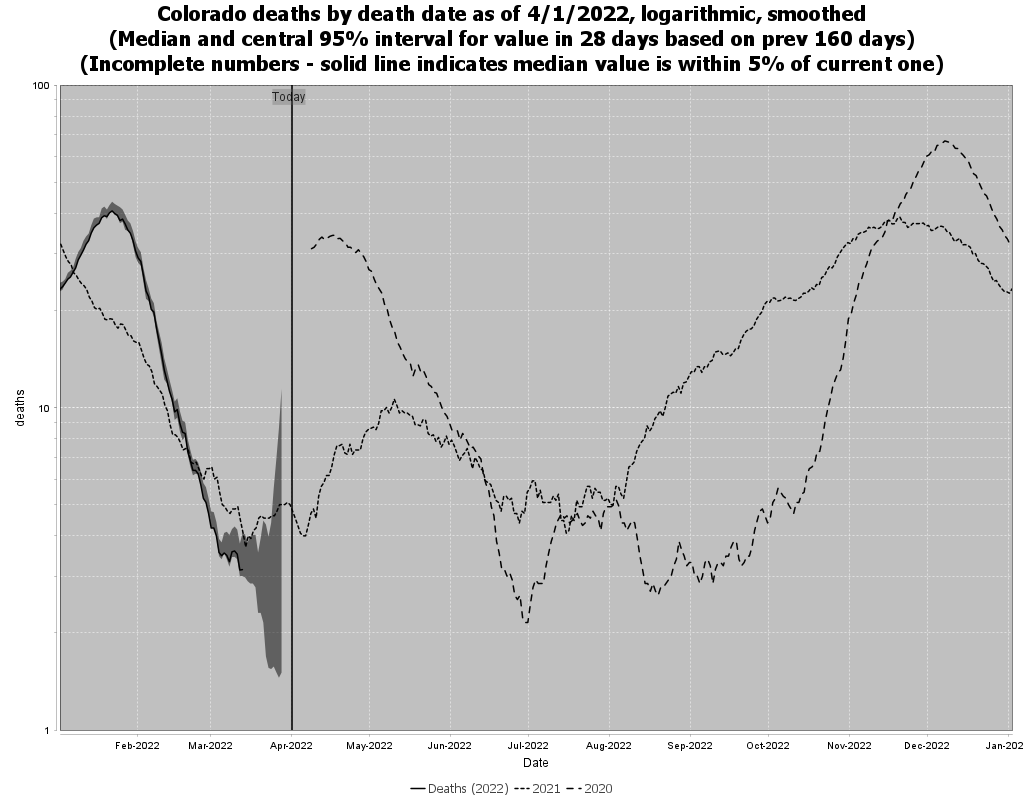 Colorado deaths by death date as of 4/1/2022, logarithmic, smoothed
(Median and central 95% interval for value in 28 days based on prev 160 days)
(Incomplete numbers - solid line indicates median value is within 5% of current one)
100
Today
deaths
10
1
Feb-2022 Mar-2022 Apr-2022 May-2022 Jun-2022 Jul-2022 Aug-2022 Sep-2022 Oct-2022 Nov-2022 Dec-2022 Jan-202
Date
Deaths (2022) 2021 2020